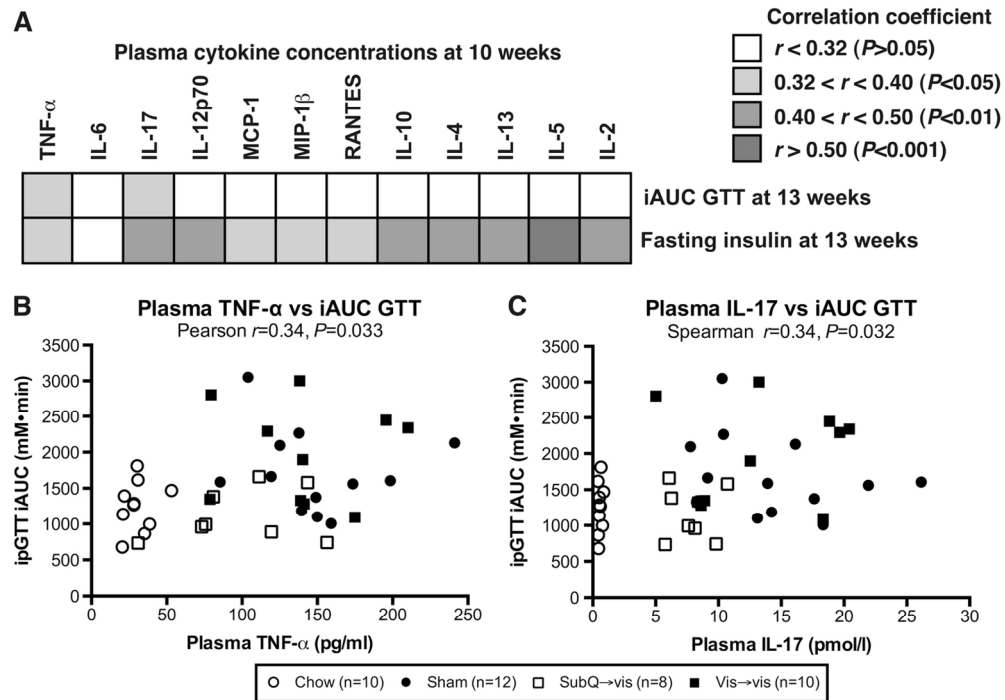 A
Plasma cytokine concentrations at 10 weeks
Correlation coefficient
r < 0.32 (P>0.05)
0.32 < r < 0.40 (P<0.05)
0.40 < r < 0.50 (P<0.01)
r > 0.50 (P<0.001)
TNF-α
IL-6
IL-17
IL-12p70
MCP-1
MIP-1β
RANTES
IL-10
IL-4
IL-13
IL-5
IL-2
iAUC GTT at 13 weeks
Fasting insulin at 13 weeks
B
Plasma TNF-α vs iAUC GTT
Pearson r=0.34, P=0.033
ipGTT iAUC (mM•min)
3500
3000
2500
2000
1500
1000
500
0
0 50 100 150 200 250
Plasma TNF-α (pg/ml)
C
Plasma IL-17 vs iAUC GTT
Spearman r=0.34, P=0.032
ipGTT iAUC (mM•min)
3500
3000
2500
2000
1500
1000
500
0
0 5 10 15 20 25 30
Plasma IL-17 (pmol/l)
Chow (n=10) Sham (n=12) SubQ→vis (n=8) Vis→vis (n=10)